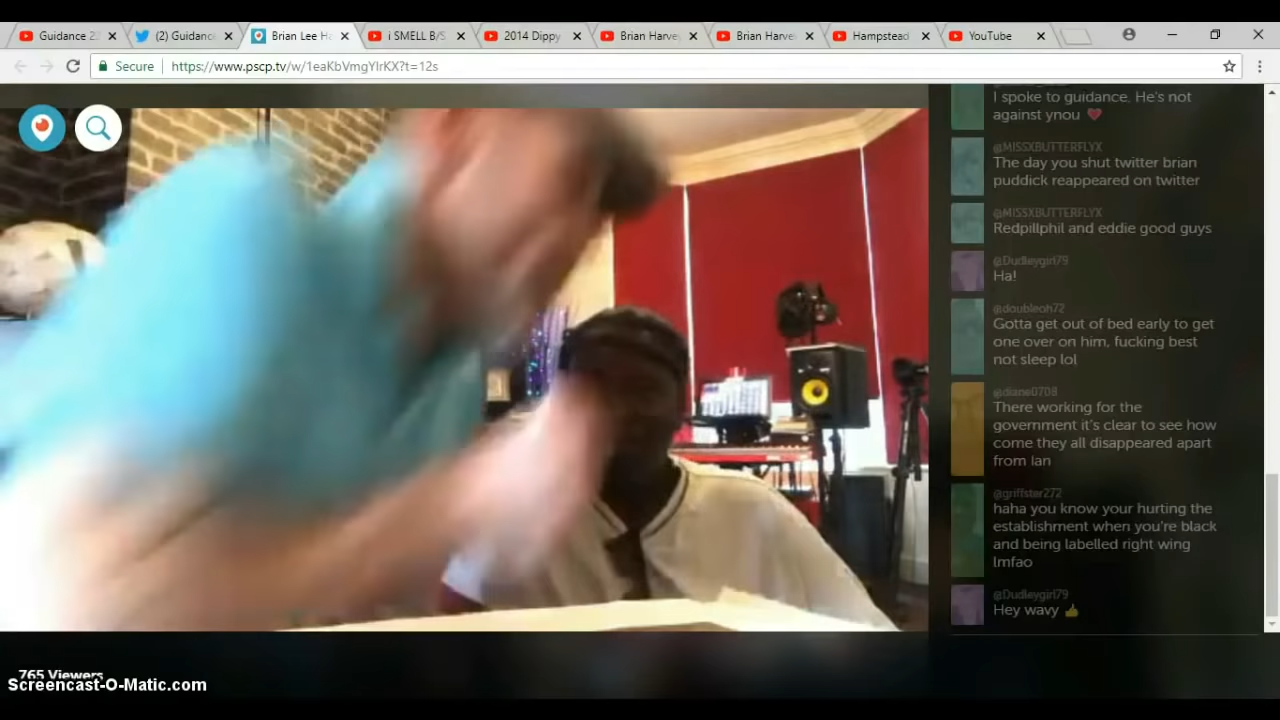 Guidance 2
(2) Guidanc
Brian Lee Ha
i SMELL B/S
2014 Dippy
Brian Harve
Brian Harve
Hampstead
YouTube
Secure
https://www.pscp.tv/w/1eaKbVmgYlrKX?t=12s
I spoke to guidance. He's not
against ynou ❤
@MISSXBUTTERFLYX
The day you shut twitter brian
puddick reappeared on twitter
@MISSXBUTTERFLYX
Redpillphil and eddie good guys
@Dudleygirl79
Ha!
@doubleoh72
Gotta get out of bed early to get
one over on him, fucking best
not sleep lol
@diane0708
There working for the
government it's clear to see how
come they all disappeared apart
from Ian
@griffster272
haha you know your hurting the
establishment when you're black
and being labelled right wing
lmfao
@Dudleygirl79
Hey wavy 👍
765 Viewers
Screencast-O-Matic.com